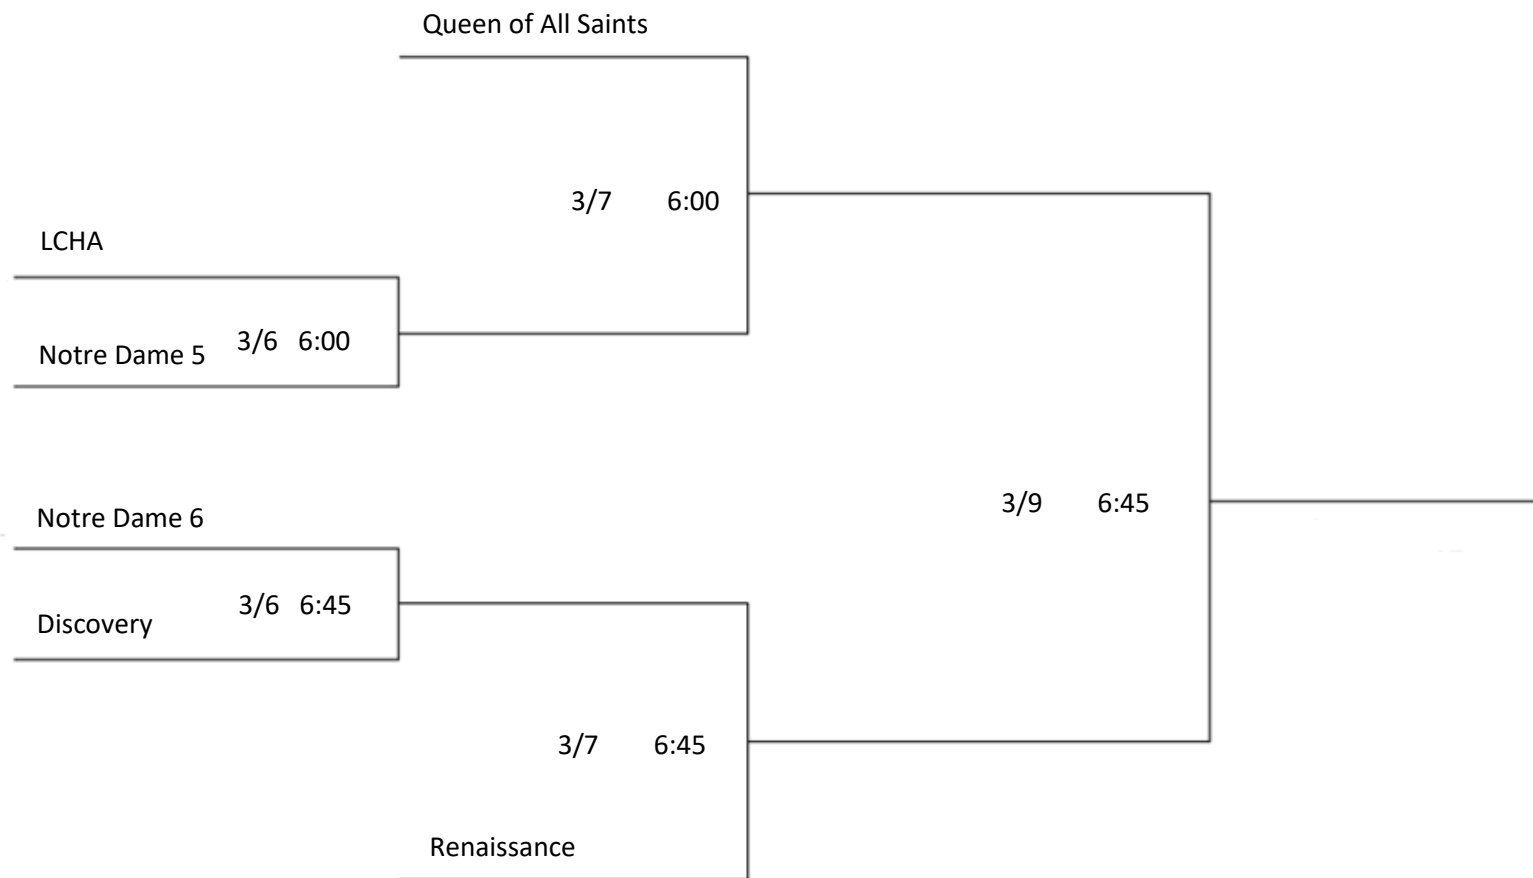 Queen of All Saints
3/7 6:00
LCHA
Notre Dame 5 3/6 6:00
Notre Dame 6
3/9 6:45
Discovery 3/6 6:45
3/7 6:45
Renaissance